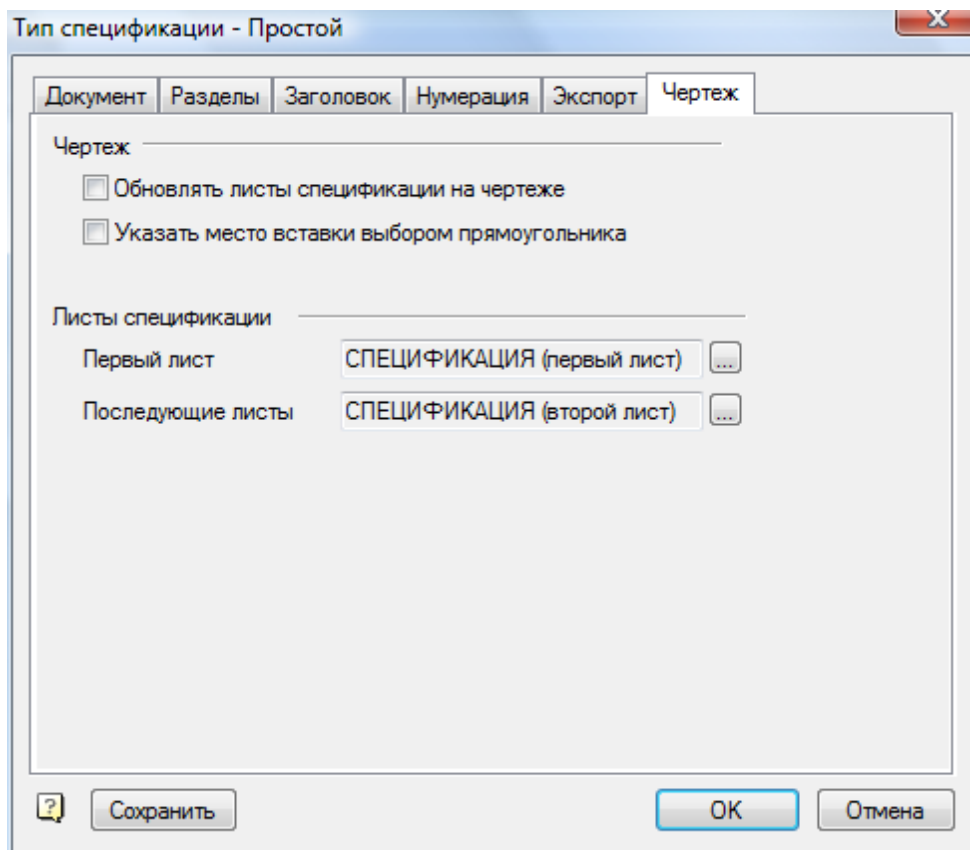 Тип спецификации - Простой
Документ Разделы Заголовок Нумерация Экспорт Чертеж
Чертеж
Обновлять листы спецификации на чертеже
Указать место вставки выбором прямоугольника
Листы спецификации
Первый лист СПЕЦИФИКАЦИЯ (первый лист) ...
Последующие листы СПЕЦИФИКАЦИЯ (второй лист) ...
? Сохранить OK Отмена